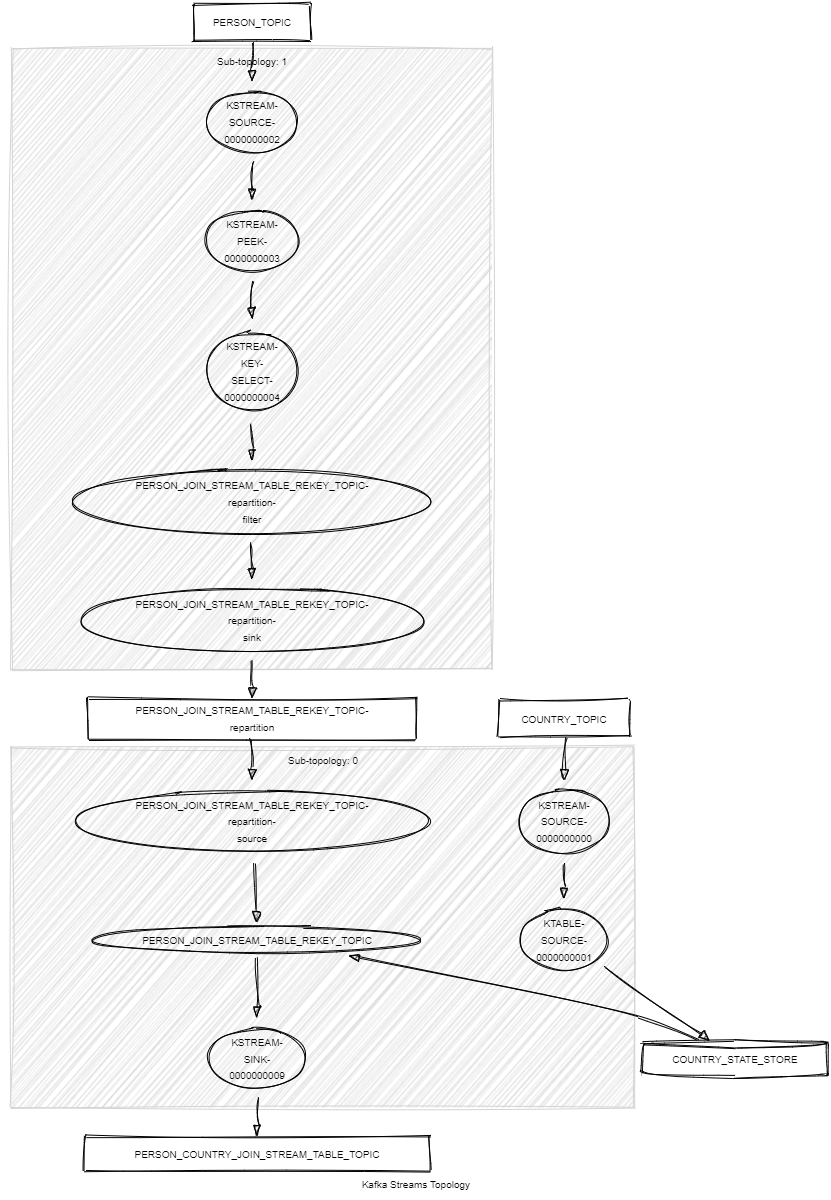 PERSON_TOPIC
Sub-topology: 1
KSTREAM-
SOURCE-
0000000002
KSTREAM-
PEEK-
0000000003
KSTREAM-
KEY-
SELECT-
0000000004
PERSON_JOIN_STREAM_TABLE_REKEY_TOPIC-
repartition-
filter
PERSON_JOIN_STREAM_TABLE_REKEY_TOPIC-
repartition-
sink
PERSON_JOIN_STREAM_TABLE_REKEY_TOPIC-
repartition
COUNTRY_TOPIC
Sub-topology: 0
PERSON_JOIN_STREAM_TABLE_REKEY_TOPIC-
repartition-
source
KSTREAM-
SOURCE-
0000000000
PERSON_JOIN_STREAM_TABLE_REKEY_TOPIC
KTABLE-
SOURCE-
0000000001
KSTREAM-
SINK-
0000000009
COUNTRY_STATE_STORE
PERSON_COUNTRY_JOIN_STREAM_TABLE_TOPIC
Kafka Streams Topology